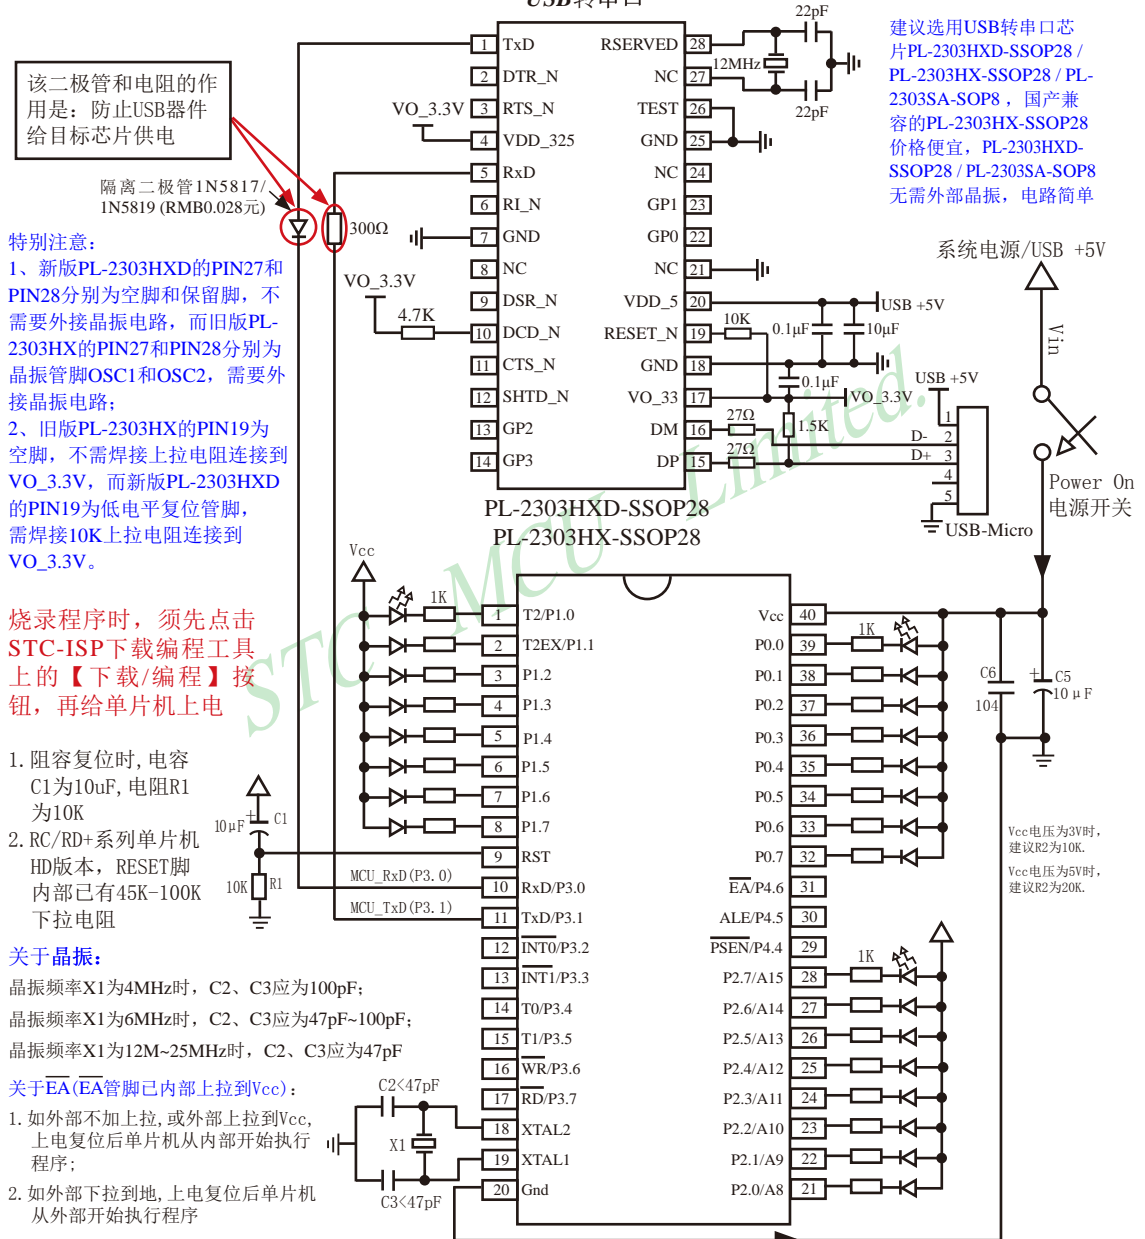 USB转串口
该二极管和电阻的作
用是：防止USB器件
给目标芯片供电
隔离二极管1N5817/
1N5819 (RMB0.028元)
300Ω
特别注意：
1、新版PL-2303HXD的PIN27和
PIN28分别为空脚和保留脚，不
需要外接晶振电路，而旧版PL-
2303HX的PIN27和PIN28分别为
晶振管脚OSC1和OSC2，需要外
接晶振电路；
2、旧版PL-2303HX的PIN19为
空脚，不需焊接上拉电阻连接到
VO_3.3V，而新版PL-2303HXD
的PIN19为低电平复位管脚，
需焊接10K上拉电阻连接到
VO_3.3V。
烧录程序时，须先点击
STC-ISP下载编程工具
上的【下载/编程】按
钮，再给单片机上电
1. 阻容复位时, 电容
C1为10uF, 电阻R1
为10K
2. RC/RD+系列单片机
HD版本，RESET脚
内部已有45K-100K
下拉电阻
关于晶振：
晶振频率X1为4MHz时，C2、C3应为100pF；
晶振频率X1为6MHz时，C2、C3应为47pF~100pF；
晶振频率X1为12M~25MHz时，C2、C3应为47pF
关于EA(EA管脚已内部上拉到Vcc)：
1. 如外部不加上拉, 或外部上拉到Vcc,
上电复位后单片机从内部开始执行
程序;
2. 如外部下拉到地, 上电复位后单片机
从外部开始执行程序
1 TxD
2 DTR_N
3 RTS_N
4 VDD_325
5 RxD
6 RI_N
7 GND
8 NC
9 DSR_N
10 DCD_N
11 CTS_N
12 SHTD_N
13 GP2
14 GP3
VO_3.3V
VO_3.3V
4.7K
RSERVED 28
NC 27
TEST 26
GND 25
NC 24
GP1 23
GP0 22
NC 21
VDD_5 20
RESET_N 19
GND 18
VO_33 17
DM 16
DP 15
22pF
12MHz
22pF
USB +5V
10K
0.1μF
10μF
0.1μF
VO_3.3V
27Ω
1.5K
27Ω
D-
D+
USB +5V
1
2
3
4
5
USB-Micro
PL-2303HXD-SSOP28
PL-2303HX-SSOP28
建议选用USB转串口芯
片PL-2303HXD-SSOP28 /
PL-2303HX-SSOP28 / PL-
2303SA-SOP8 ，国产兼
容的PL-2303HX-SSOP28
价格便宜，PL-2303HXD-
SSOP28 / PL-2303SA-SOP8
无需外部晶振，电路简单
系统电源/USB +5V
Vin
Power On
电源开关
STC MCU Limited.
Vcc
1K
1 T2/P1.0
2 T2EX/P1.1
3 P1.2
4 P1.3
5 P1.4
6 P1.5
7 P1.6
8 P1.7
9 RST
10 RxD/P3.0
11 TxD/P3.1
12 INT0/P3.2
13 INT1/P3.3
14 T0/P3.4
15 T1/P3.5
16 WR/P3.6
17 RD/P3.7
18 XTAL2
19 XTAL1
20 Gnd
10μF
+
C1
10K
R1
MCU_RxD(P3.0)
MCU_TxD(P3.1)
C2<47pF
X1
C3<47pF
Vcc 40
P0.0 39
P0.1 38
P0.2 37
P0.3 36
P0.4 35
P0.5 34
P0.6 33
P0.7 32
EA/P4.6 31
ALE/P4.5 30
PSEN/P4.4 29
P2.7/A15 28
P2.6/A14 27
P2.5/A13 26
P2.4/A12 25
P2.3/A11 24
P2.2/A10 23
P2.1/A9 22
P2.0/A8 21
1K
1K
C6
104
+
C5
10μF
Vcc电压为3V时，
建议R2为10K.
Vcc电压为5V时，
建议R2为20K.